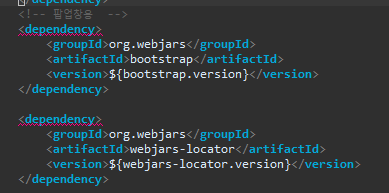 </dependency>
<!-- 팝업창용 -->
<dependency>
<groupId>org.webjars</groupId>
<artifactId>bootstrap</artifactId>
<version>${bootstrap.version}</version>
</dependency>
<dependency>
<groupId>org.webjars</groupId>
<artifactId>webjars-locator</artifactId>
<version>${webjars-locator.version}</version>
</dependency>